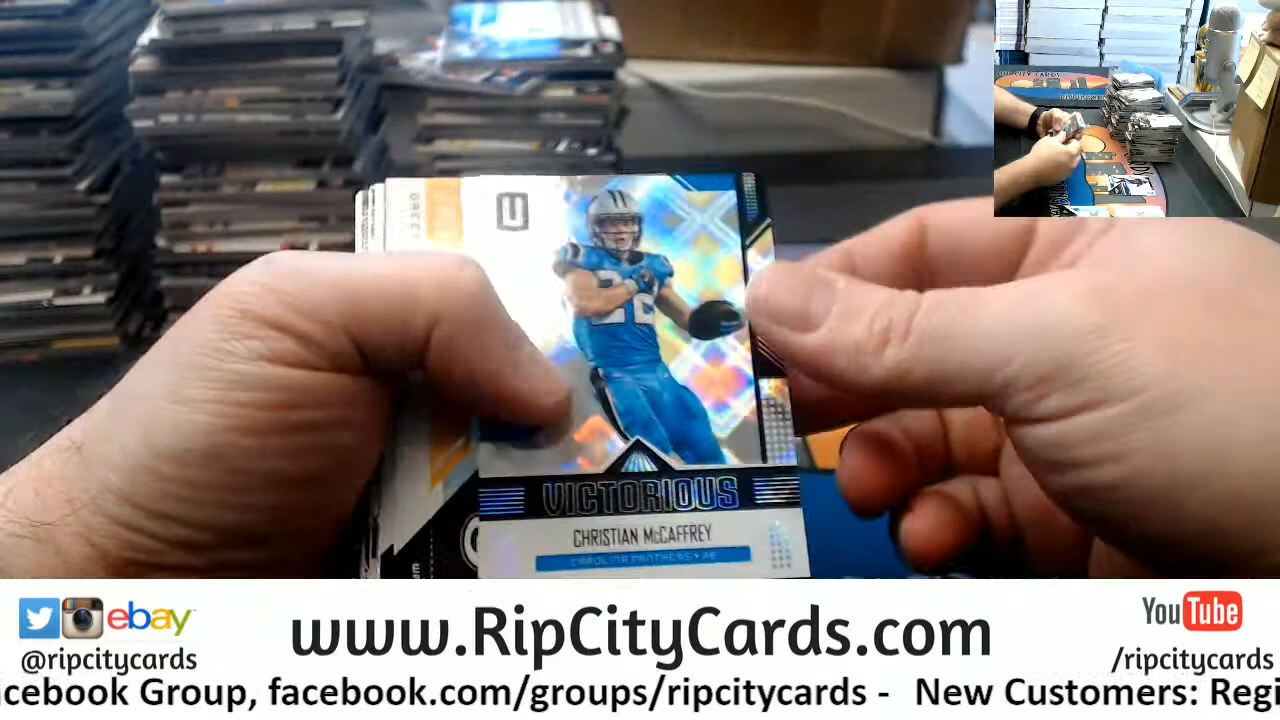 22
VICTORIOUS
CHRISTIAN McCAFFREY
CAROLINA PANTHERS • RB
ebay
@ripcitycards
www.RipCityCards.com
YouTube
/ripcitycards
cebook Group, facebook.com/groups/ripcitycards - New Customers: Regi